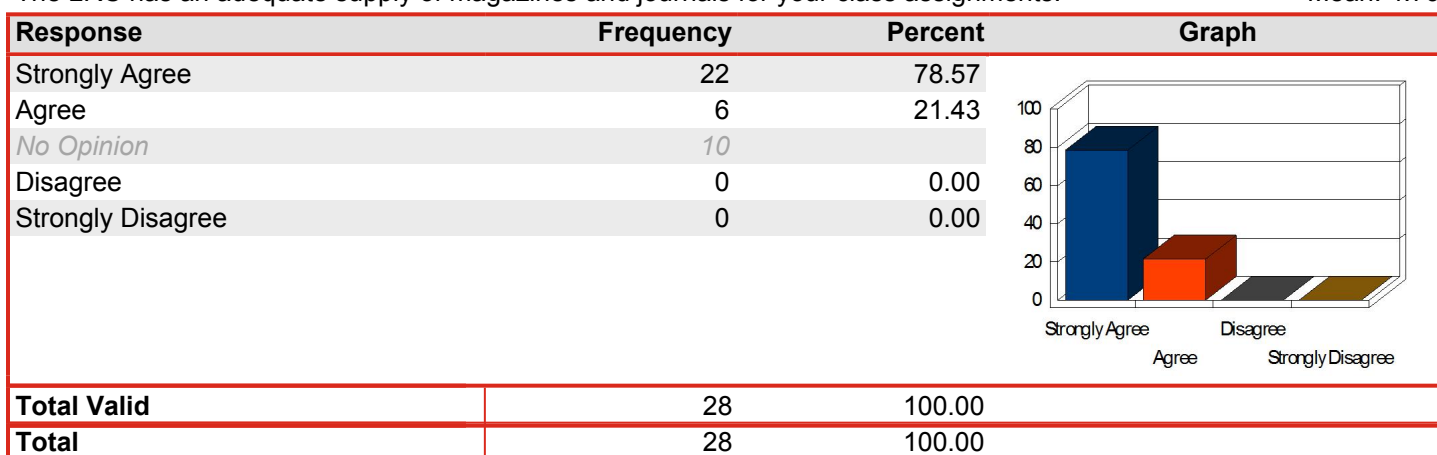 Response Frequency Percent Graph
Strongly Agree 22 78.57
Agree 6 21.43
No Opinion 10
Disagree 0 0.00
Strongly Disagree 0 0.00
100
80
60
40
20
0
Strongly Agree Disagree
Agree Strongly Disagree
Total Valid 28 100.00
Total 28 100.00